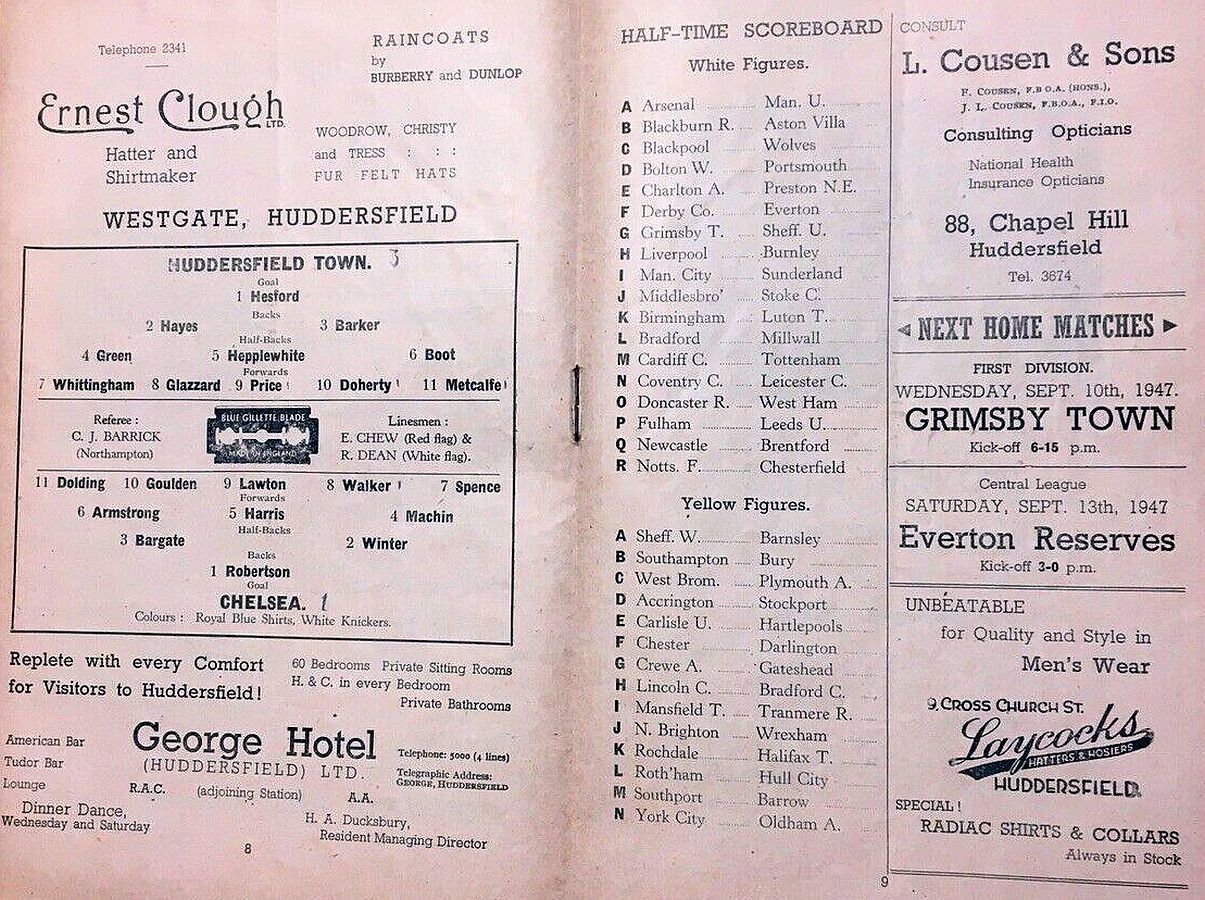 Telephone 2341
Ernest Clough LTD.
Hatter and
Shirtmaker
RAINCOATS
by
BURBERRY and DUNLOP
WOODROW, CHRISTY
and TRESS : : :
FUR FELT HATS
WESTGATE, HUDDERSFIELD
HUDDERSFIELD TOWN. 3
Goal
1 Hesford
Backs
2 Hayes 3 Barker
Half-Backs
4 Green 5 Hepplewhite 6 Boot
Forwards
7 Whittingham 8 Glazzard 9 Price 1 10 Doherty 1 11 Metcalfe 1
Referee :
C. J. BARRICK
(Northampton)
BLUE GILLETTE BLADE
MADE IN ENGLAND
Linesmen :
E. CHEW (Red flag) &
R. DEAN (White flag).
11 Dolding 10 Goulden 9 Lawton 8 Walker 1 7 Spence
Forwards
6 Armstrong 5 Harris 4 Machin
Half-Backs
3 Bargate 2 Winter
Backs
1 Robertson
Goal
CHELSEA. 1
Colours : Royal Blue Shirts, White Knickers.
Replete with every Comfort
for Visitors to Huddersfield !
60 Bedrooms Private Sitting Rooms
H. & C. in every Bedroom
Private Bathrooms
American Bar
Tudor Bar
Lounge
George Hotel
(HUDDERSFIELD) LTD.
R.A.C. (adjoining Station) A.A.
Telephone: 5000 (4 lines)
Telegraphic Address:
GEORGE, HUDDERSFIELD
Dinner Dance,
Wednesday and Saturday
H. A. Ducksbury,
Resident Managing Director
8
HALF-TIME SCOREBOARD
White Figures.
A Arsenal ...... Man. U. ......
B Blackburn R. ...... Aston Villa ......
C Blackpool ...... Wolves ......
D Bolton W. ...... Portsmouth ......
E Charlton A. ...... Preston N.E. ......
F Derby Co. ...... Everton ......
G Grimsby T. ...... Sheff. U. ......
H Liverpool ...... Burnley ......
I Man. City ...... Sunderland ......
J Middlesbro' ...... Stoke C. ......
K Birmingham ...... Luton T. ......
L Bradford ...... Millwall ......
M Cardiff C. ...... Tottenham ......
N Coventry C. ...... Leicester C. ......
O Doncaster R. ...... West Ham ......
P Fulham ...... Leeds U. ......
Q Newcastle ...... Brentford ......
R Notts. F. ...... Chesterfield ......
Yellow Figures.
A Sheff. W. ...... Barnsley ......
B Southampton ...... Bury ......
C West Brom. ...... Plymouth A. ......
D Accrington ...... Stockport ......
E Carlisle U. ...... Hartlepools ......
F Chester ...... Darlington ......
G Crewe A. ...... Gateshead ......
H Lincoln C. ...... Bradford C. ......
I Mansfield T. ...... Tranmere R. ......
J N. Brighton ...... Wrexham ......
K Rochdale ...... Halifax T. ......
L Roth'ham ...... Hull City ......
M Southport ...... Barrow ......
N York City ...... Oldham A. ......
CONSULT
L. Cousen & Sons
F. COUSEN, F.B.O.A. (HONS.),
J. L. COUSEN, F.B.O.A., F.I.O.
Consulting Opticians
National Health
Insurance Opticians
88, Chapel Hill
Huddersfield
Tel. 3674
NEXT HOME MATCHES
FIRST DIVISION.
WEDNESDAY, SEPT. 10th, 1947.
GRIMSBY TOWN
Kick-off 6-15 p.m.
Central League
SATURDAY, SEPT. 13th, 1947
Everton Reserves
Kick-off 3-0 p.m.
UNBEATABLE
for Quality and Style in
Men's Wear
9, CROSS CHURCH ST.
Laycocks
HATTERS & HOSIERS
HUDDERSFIELD.
SPECIAL !
RADIAC SHIRTS & COLLARS
Always in Stock
9